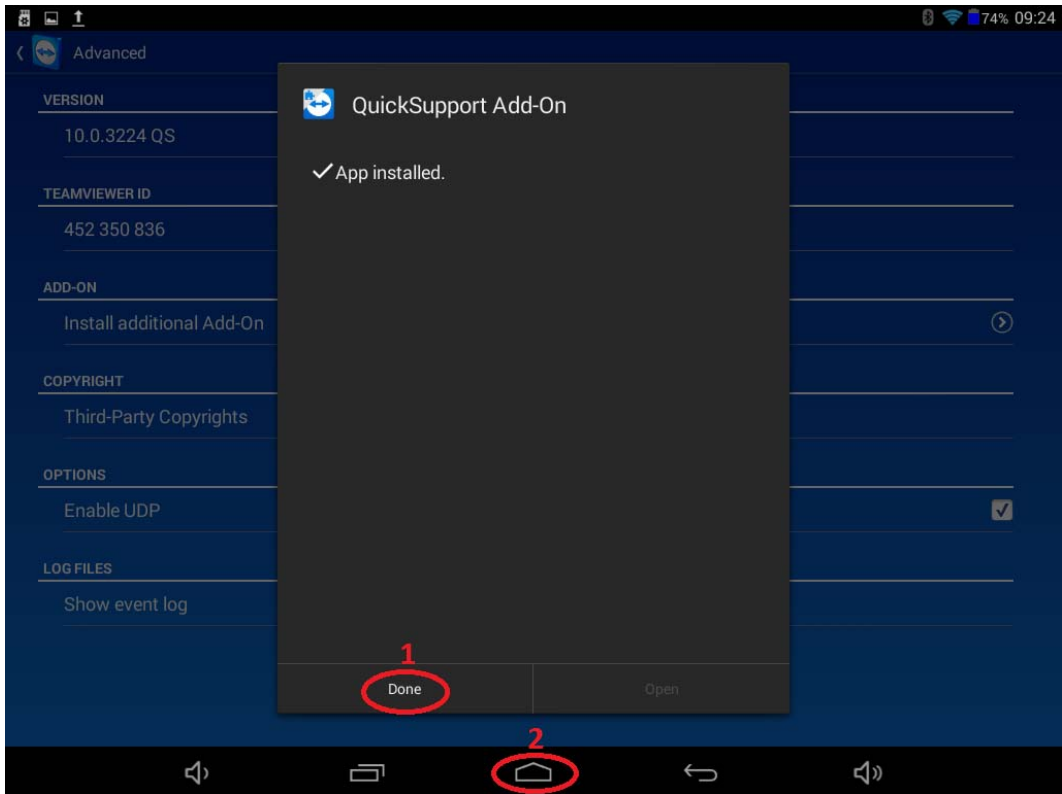 74% 09:24
Advanced
VERSION
10.0.3224 QS
TEAMVIEWER ID
452 350 836
ADD-ON
Install additional Add-On
COPYRIGHT
Third-Party Copyrights
OPTIONS
Enable UDP
LOG FILES
Show event log
QuickSupport Add-On
App installed.
1
Done
Open
2